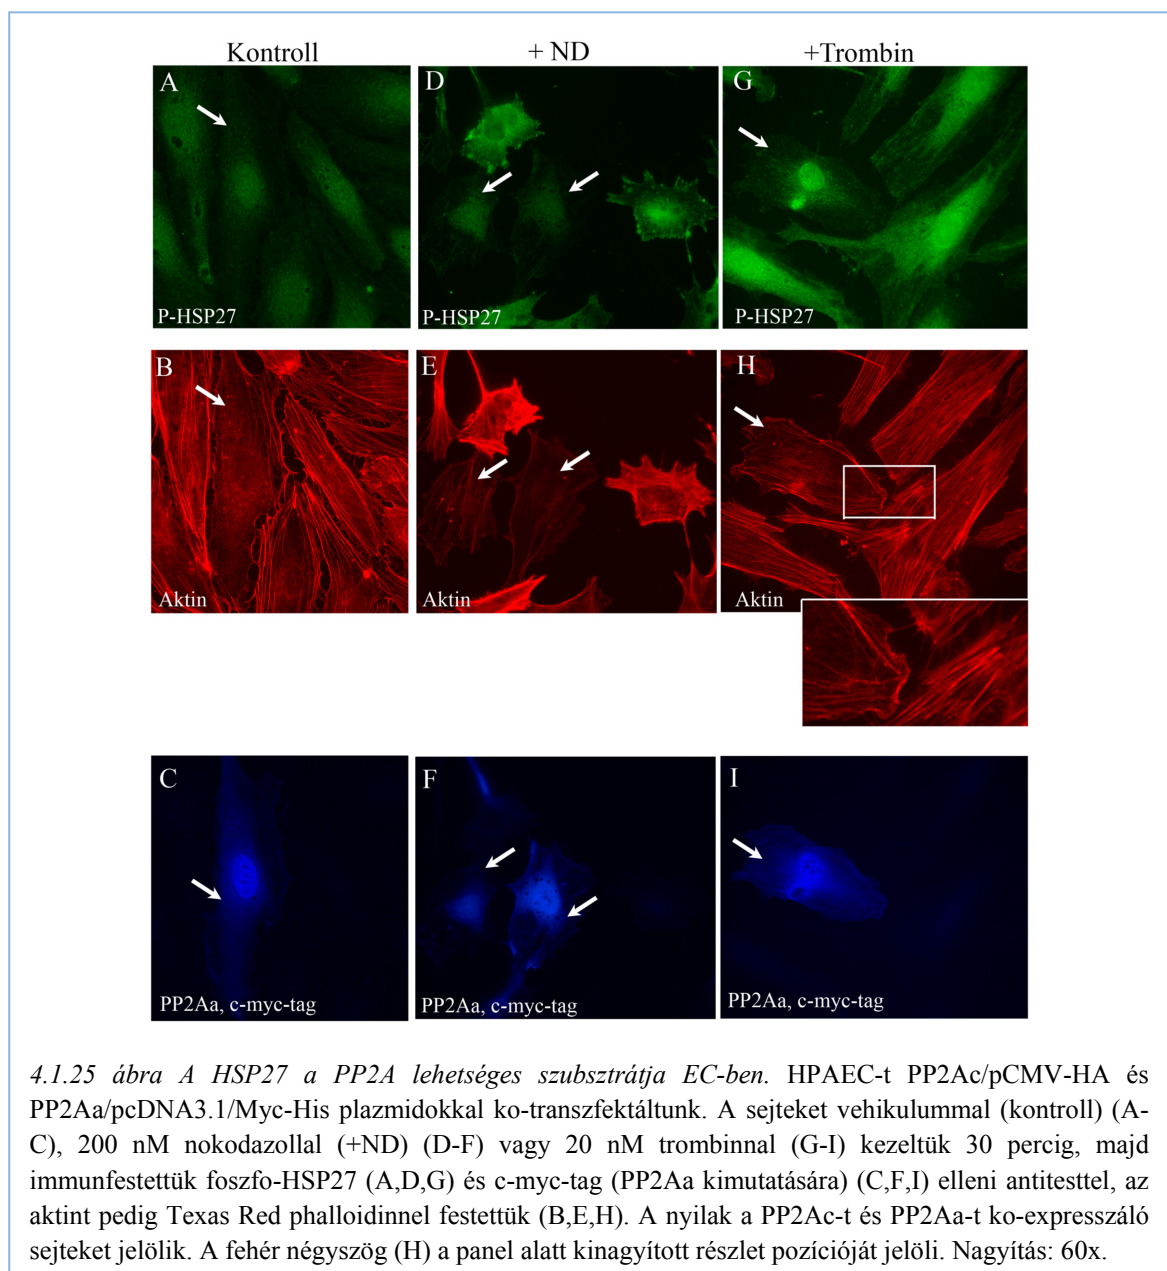 Kontroll
+ ND
+Trombin
A
D
G
P-HSP27
P-HSP27
P-HSP27
B
E
H
Aktin
Aktin
Aktin
C
F
I
PP2Aa, c-myc-tag
PP2Aa, c-myc-tag
PP2Aa, c-myc-tag
4.1.25 ábra A HSP27 a PP2A lehetséges szubsztrátja EC-ben. HPAEC-t PP2Ac/pCMV-HA és
PP2Aa/pcDNA3.1/Myc-His plazmidokkal ko-transzfektáltunk. A sejteket vehikulummal (kontroll) (A-
C), 200 nM nokodazollal (+ND) (D-F) vagy 20 nM trombinnal (G-I) kezeltük 30 percig, majd
immunfestettük foszfo-HSP27 (A,D,G) és c-myc-tag (PP2Aa kimutatására) (C,F,I) elleni antitesttel, az
aktint pedig Texas Red phalloidinnel festettük (B,E,H). A nyilak a PP2Ac-t és PP2Aa-t ko-expresszáló
sejteket jelölik. A fehér négyszög (H) a panel alatt kinagyított részlet pozícióját jelöli. Nagyítás: 60x.